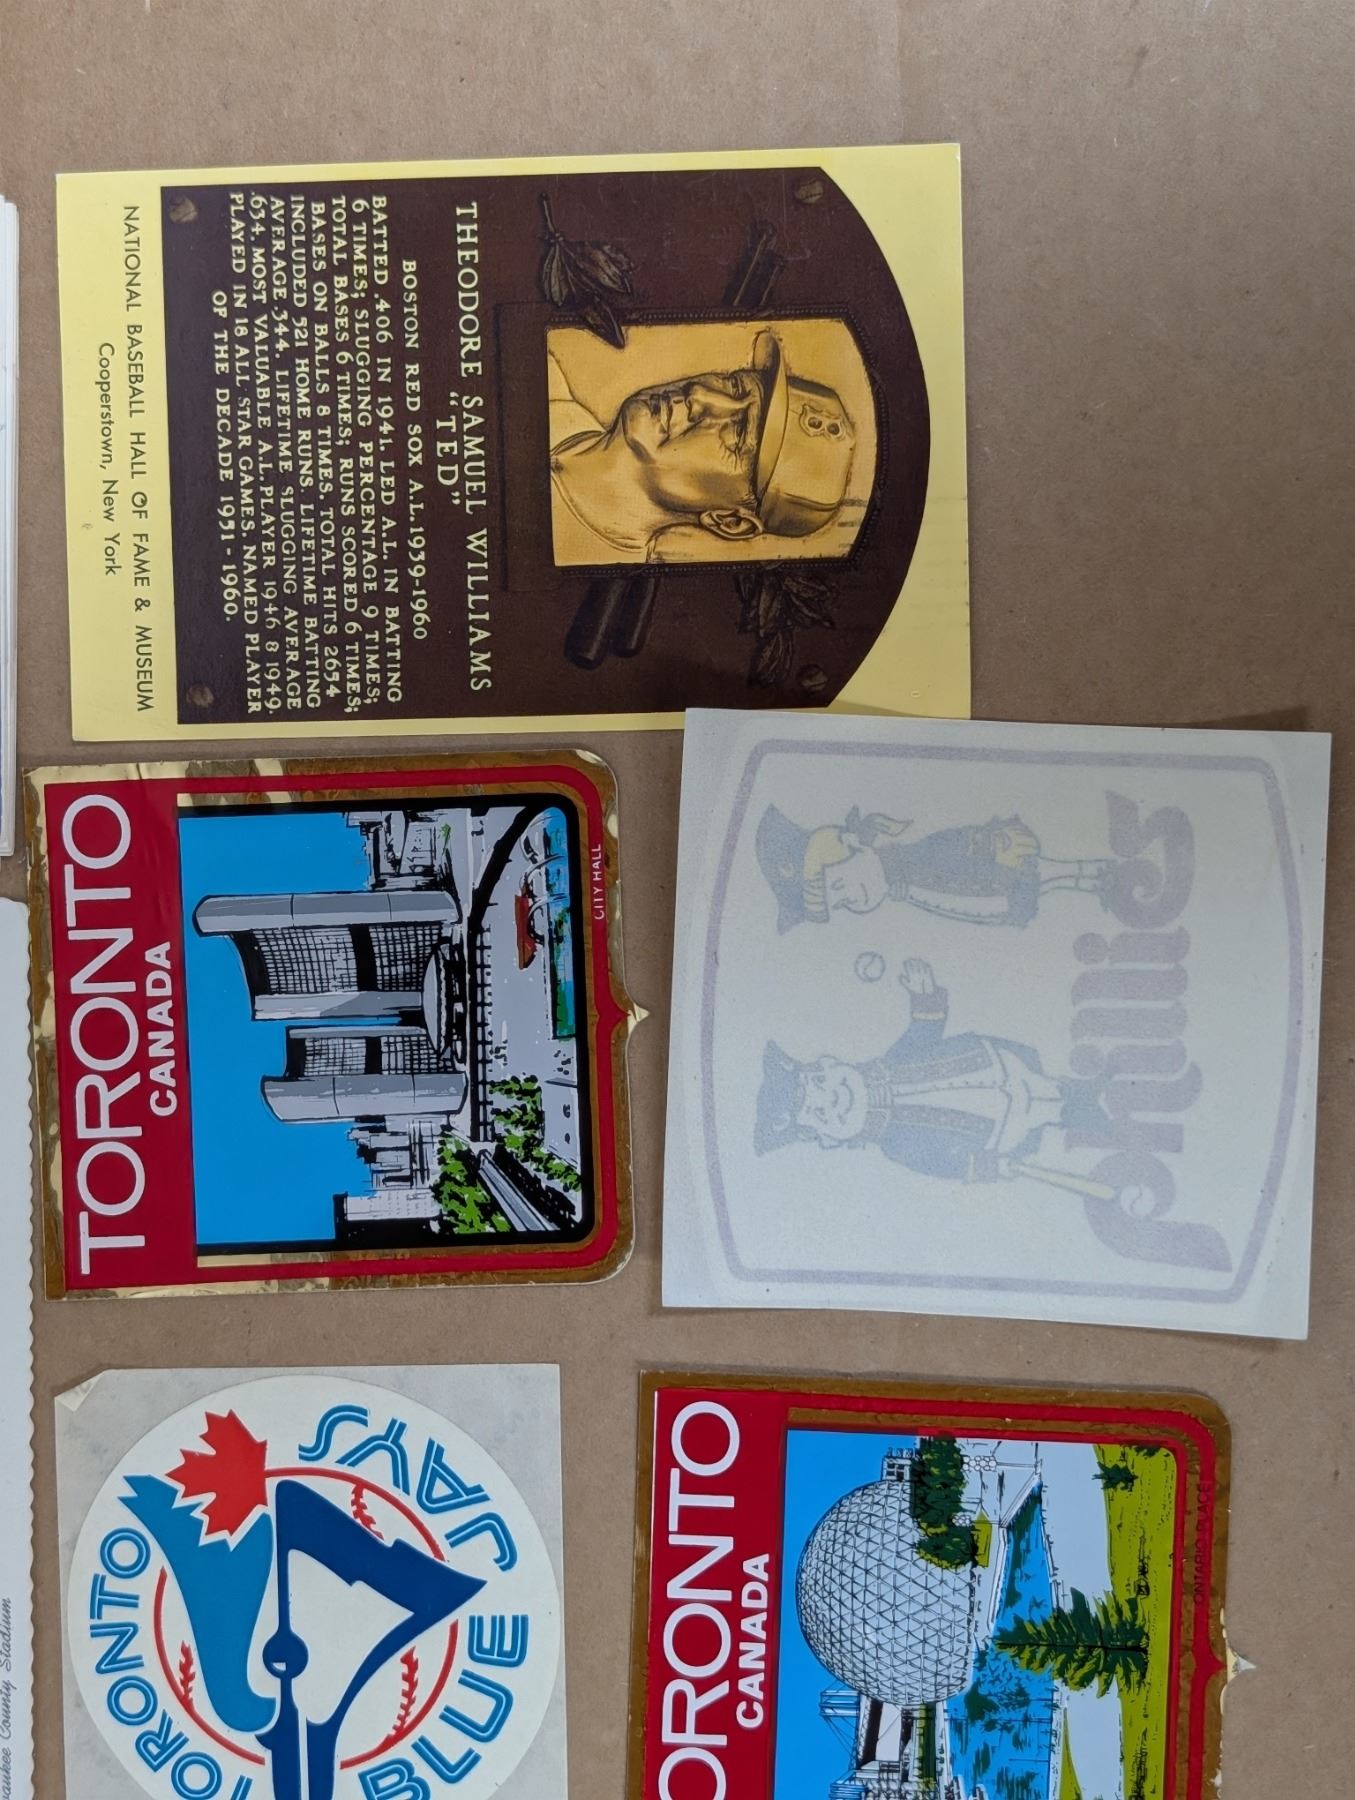 THEODORE SAMUEL WILLIAMS
"TED"
BOSTON RED SOX A.L. 1939-1960
BATTED .406 IN 1941. LED A.L. IN BATTING
6 TIMES; SLUGGING PERCENTAGE 9 TIMES;
TOTAL BASES 6 TIMES; RUNS SCORED 6 TIMES;
BASES ON BALLS 8 TIMES. TOTAL HITS 2654
INCLUDED 521 HOME RUNS. LIFETIME BATTING
AVERAGE .344. LIFETIME SLUGGING AVERAGE
.634. MOST VALUABLE A.L. PLAYER 1946 & 1949.
PLAYED IN 18 ALL STAR GAMES. NAMED PLAYER
OF THE DECADE 1951-1960.
NATIONAL BASEBALL HALL OF FAME & MUSEUM
Cooperstown, New York
TORONTO
CANADA
CITY HALL
Phillies
TORONTO
BLUE JAYS
ORONTO
CANADA
ONTARIO PLACE
County Stadium